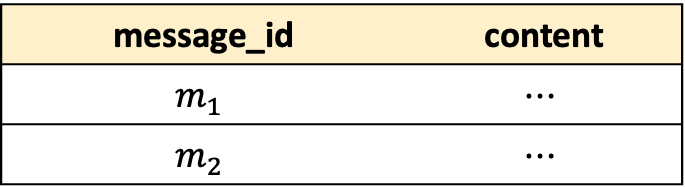 message_id content
m₁ ⋯
m₂ ⋯